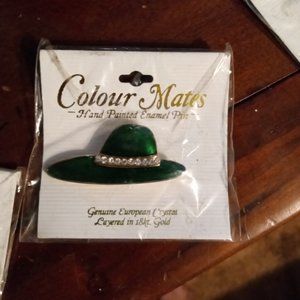 Colour Mates
Hand Painted Enamel Pin
Genuine European Crystal
Layered in 18kt. Gold